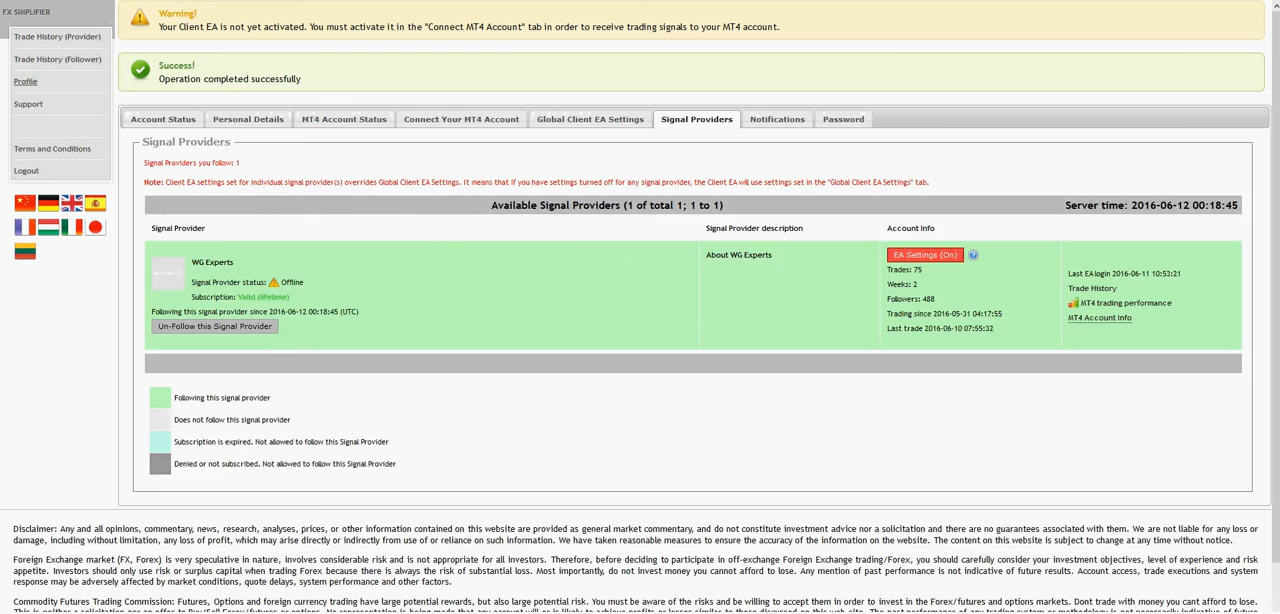 FX SIMPLIFIER
Trade History (Provider)
Trade History (Follower)
Profile
Support
Terms and Conditions
Logout
Warning!
Your Client EA is not yet activated. You must activate it in the "Connect MT4 Account" tab in order to receive trading signals to your MT4 account.
Success!
Operation completed successfully
Account Status
Personal Details
MT4 Account Status
Connect Your MT4 Account
Global Client EA Settings
Signal Providers
Notifications
Password
Signal Providers
Signal Providers you follow: 1
Note: Client EA settings set for individual signal provider(s) overrides Global Client EA Settings. It means that if you have settings turned off for any signal provider, the Client EA will use settings set in the "Global Client EA Settings" tab.
Available Signal Providers (1 of total 1; 1 to 1)
Server time: 2016-06-12 00:18:45
Signal Provider
Signal Provider description
Account Info
WG Experts
Signal Provider status: Offline
Subscription: Valid (lifetime)
Following this signal provider since 2016-06-12 00:18:45 (UTC)
Un-Follow this Signal Provider
About WG Experts
EA Settings (On)
Trades: 75
Weeks: 2
Followers: 488
Trading since 2016-05-31 04:17:55
Last trade 2016-06-10 07:55:32
Last EA login 2016-06-11 10:53:21
Trade History
MT4 trading performance
MT4 Account Info
Following this signal provider
Does not follow this signal provider
Subscription is expired. Not allowed to follow this Signal Provider
Denied or not subscribed. Not allowed to follow this Signal Provider
Disclaimer: Any and all opinions, commentary, news, research, analyses, prices, or other information contained on this website are provided as general market commentary, and do not constitute investment advice nor a solicitation and there are no guarantees associated with them. We are not liable for any loss or
damage, including without limitation, any loss of profit, which may arise directly or indirectly from use of or reliance on such information. We have taken reasonable measures to ensure the accuracy of the information on the website. The content on this website is subject to change at any time without notice.
Foreign Exchange market (FX, Forex) is very speculative in nature, involves considerable risk and is not appropriate for all investors. Therefore, before deciding to participate in off-exchange Foreign Exchange trading/Forex, you should carefully consider your investment objectives, level of experience and risk
appetite. Investors should only use risk or surplus capital when trading Forex because there is always the risk of substantial loss. Most importantly, do not invest money you cannot afford to lose. Any mention of past performance is not indicative of future results. Account access, trade executions and system
response may be adversely affected by market conditions, quote delays, system performance and other factors.
Commodity Futures Trading Commission: Futures, Options and foreign currency trading have large potential rewards, but also large potential risk. You must be aware of the risks and be willing to accept them in order to invest in the Forex/futures and options markets. Dont trade with money you cant afford to lose.